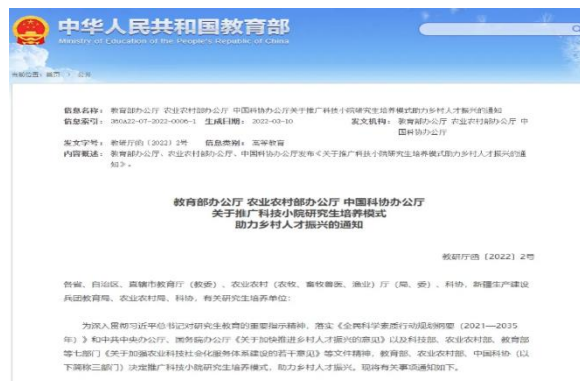 中华人民共和国教育部
Ministry of Education of the People's Republic of China
当前位置：首页 > 公开
信息名称：教育部办公厅 农业农村部办公厅 中国科协办公厅关于推广科技小院研究生培养模式助力乡村人才振兴的通知
信息索引：360A22-07-2022-0006-1 生成日期：2022-03-10 发文机构：教育部办公厅 农业农村部办公厅 中
国科协办公厅
发文字号：教研厅函〔2022〕2号 信息类别：高等教育
内容概述：教育部办公厅、农业农村部办公厅、中国科协办公厅发布《关于推广科技小院研究生培养模式助力乡村人才振兴的通
知》。
教育部办公厅 农业农村部办公厅 中国科协办公厅
关于推广科技小院研究生培养模式
助力乡村人才振兴的通知
教研厅函〔2022〕2号
各省、自治区、直辖市教育厅（教委）、农业农村（农牧、畜牧兽医、渔业）厅（局、委）、科协，新疆生产建设
兵团教育局、农业农村局、科协，有关研究生培养单位：
为深入贯彻习近平总书记对研究生教育的重要指示精神，落实《全民科学素质行动规划纲要（2021—2035
年）》和中共中央办公厅、国务院办公厅《关于加快推进乡村人才振兴的意见》以及科技部、农业农村部、教育部
等七部门《关于加强农业科技社会化服务体系建设的若干意见》等文件精神，教育部、农业农村部、中国科协（以
下简称三部门）决定推广科技小院研究生培养模式，助力乡村人才振兴。现将有关事项通知如下。